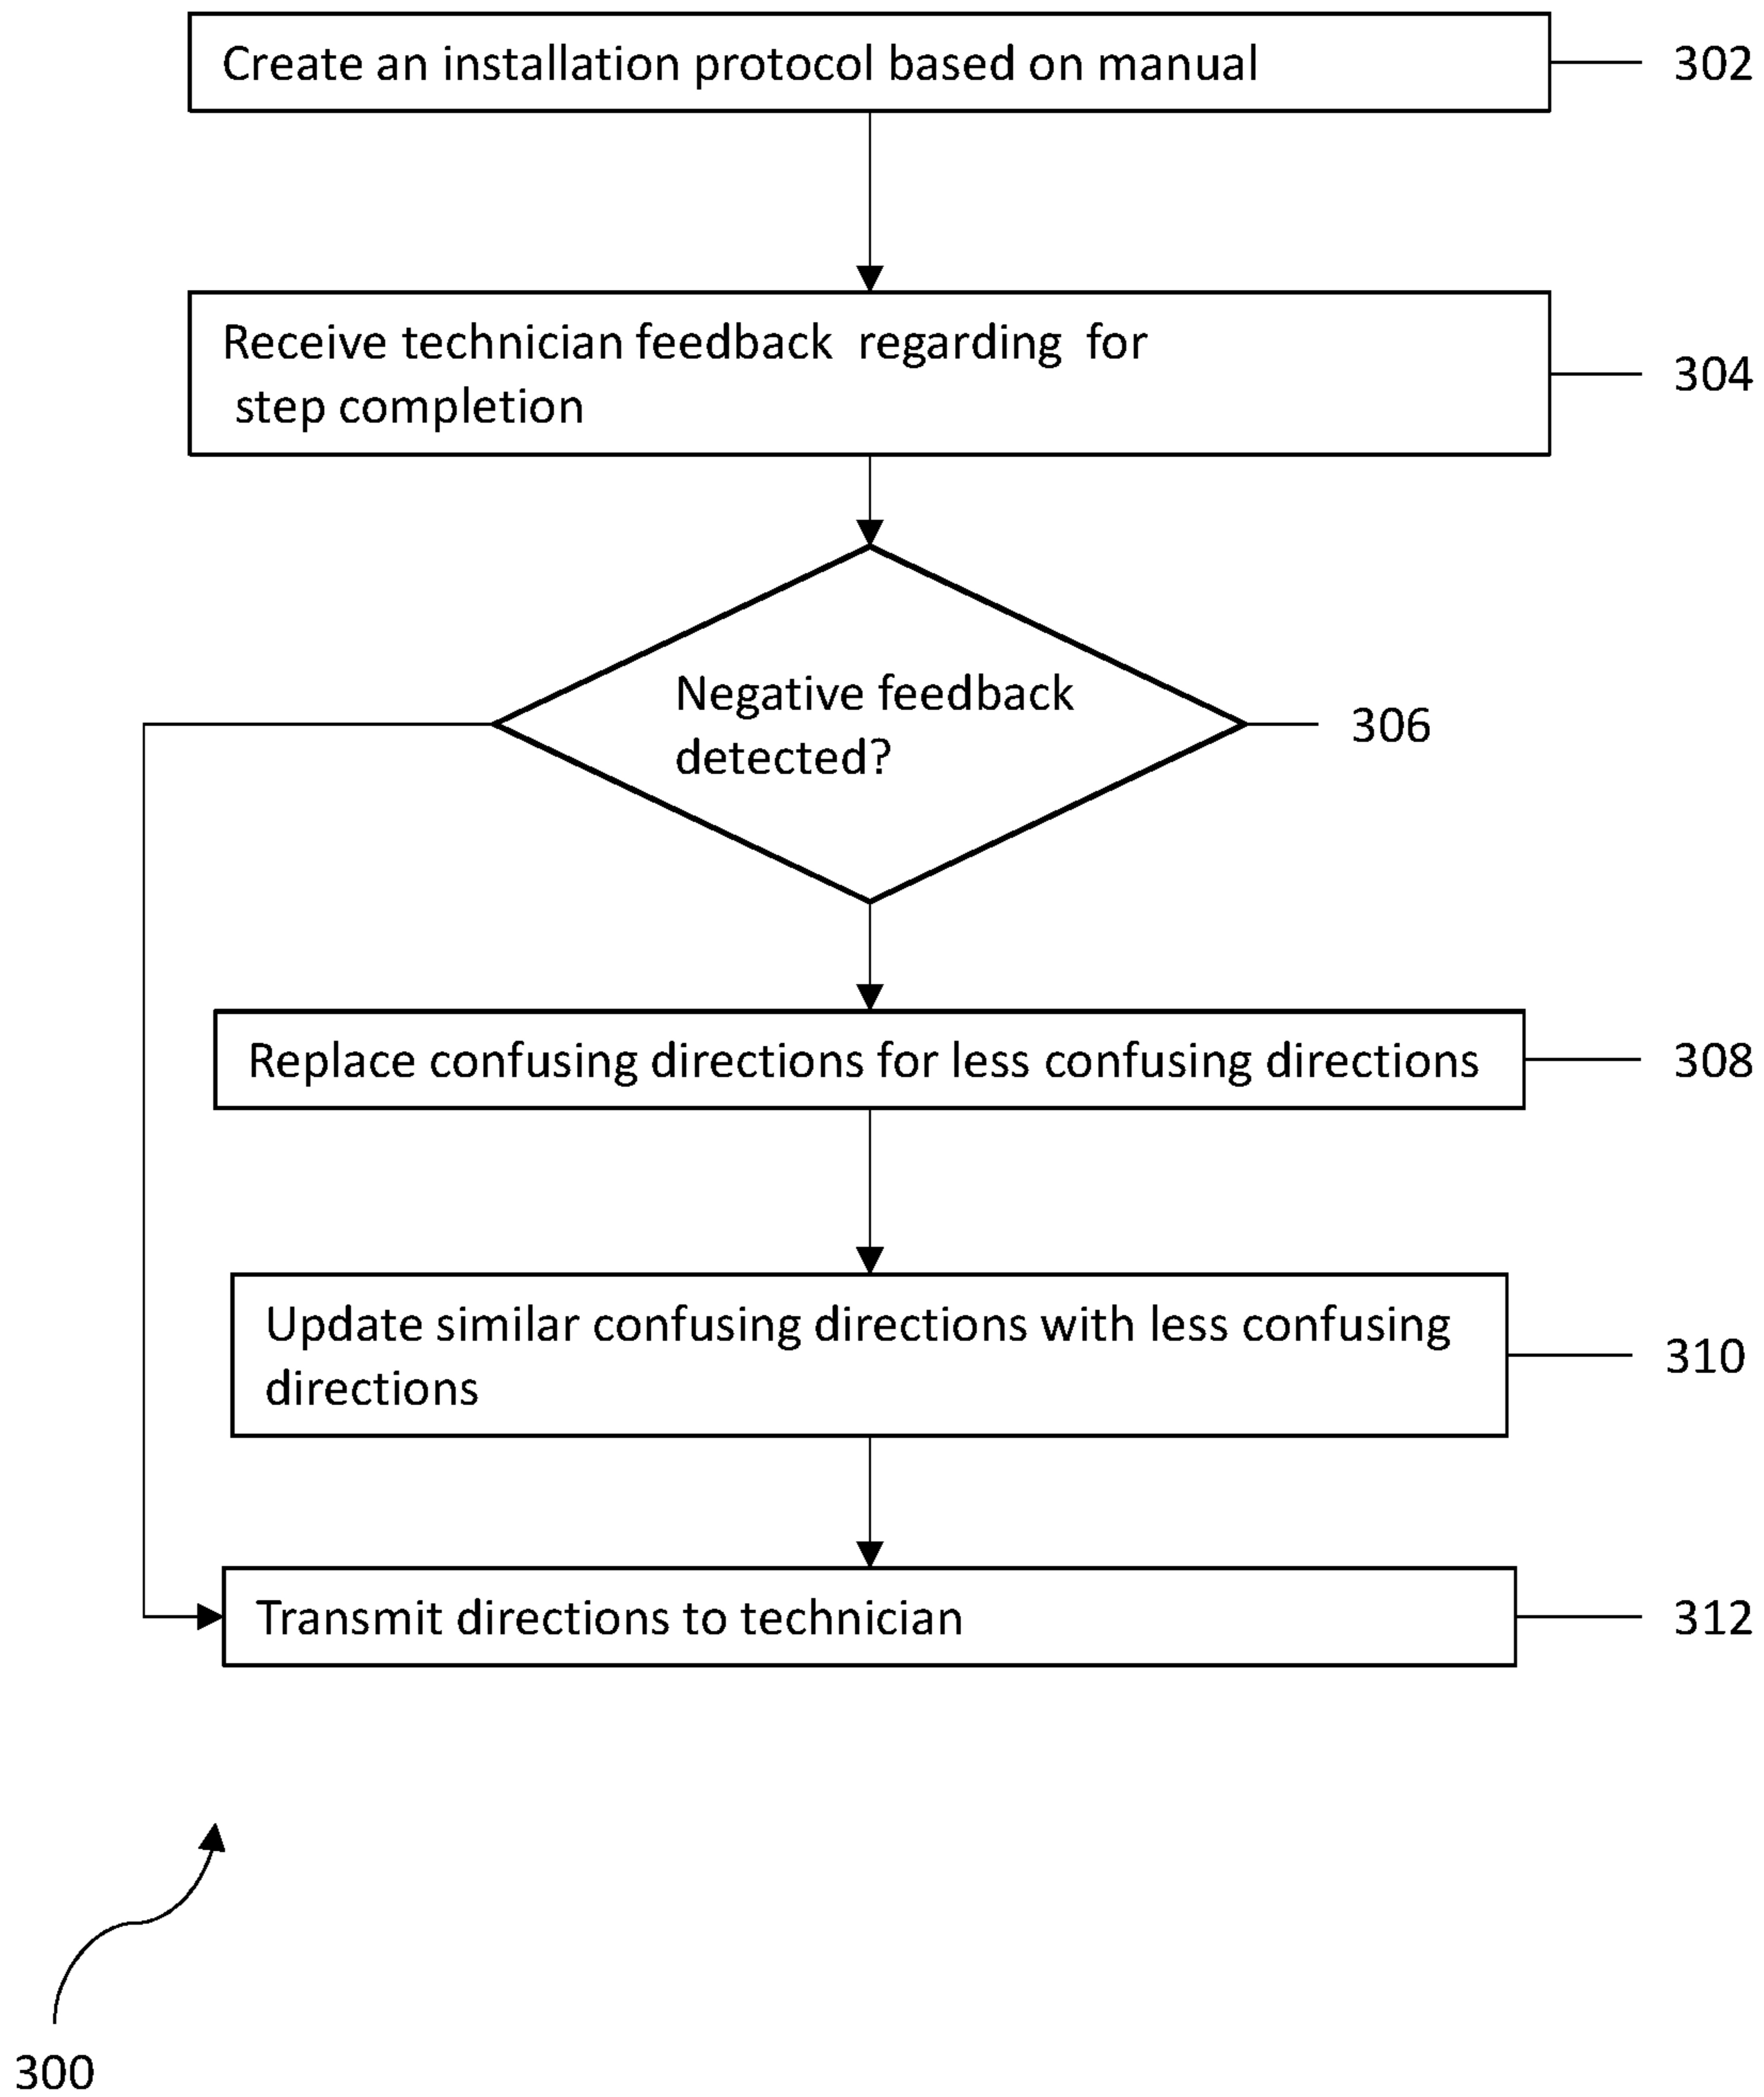 Create an installation protocol based on manual
302
Receive technician feedback  regarding  for
step completion
304
Negative feedback
detected?
306
Replace confusing directions for less confusing directions
308
Update similar confusing directions with less confusing
directions
310
Transmit directions to technician
312
300